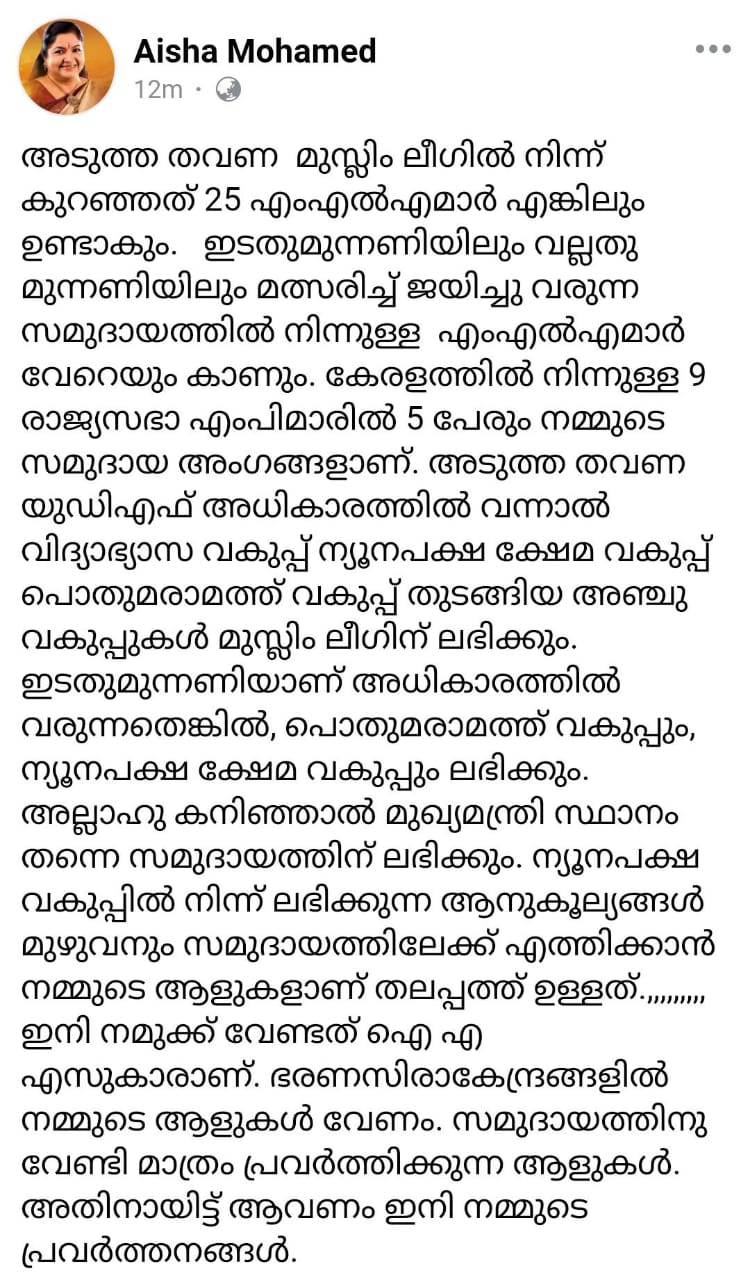 Aisha Mohamed
12m
അടുത്ത തവണ മുസ്ലിം ലീഗിൽ നിന്ന്
കുറഞ്ഞത് 25 എംഎൽഎമാർ എങ്കിലും
ഉണ്ടാകും. ഇടതുമുന്നണിയിലും വല്ലതു
മുന്നണിയിലും മത്സരിച്ച് ജയിച്ചു വരുന്ന
സമുദായത്തിൽ നിന്നുള്ള എംഎൽഎമാർ
വേറെയും കാണും. കേരളത്തിൽ നിന്നുള്ള 9
രാജ്യസഭാ എംപിമാരിൽ 5 പേരും നമ്മുടെ
സമുദായ അംഗങ്ങളാണ്. അടുത്ത തവണ
യുഡിഎഫ് അധികാരത്തിൽ വന്നാൽ
വിദ്യാഭ്യാസ വകുപ്പ് ന്യൂനപക്ഷ ക്ഷേമ വകുപ്പ്
പൊതുമരാമത്ത് വകുപ്പ് തുടങ്ങിയ അഞ്ചു
വകുപ്പുകൾ മുസ്ലിം ലീഗിന് ലഭിക്കും.
ഇടതുമുന്നണിയാണ് അധികാരത്തിൽ
വരുന്നതെങ്കിൽ, പൊതുമരാമത്ത് വകുപ്പും,
ന്യൂനപക്ഷ ക്ഷേമ വകുപ്പും ലഭിക്കും.
അല്ലാഹു കനിഞ്ഞാൽ മുഖ്യമന്ത്രി സ്ഥാനം
തന്നെ സമുദായത്തിന് ലഭിക്കും. ന്യൂനപക്ഷ
വകുപ്പിൽ നിന്ന് ലഭിക്കുന്ന ആനുകൂല്യങ്ങൾ
മുഴുവനും സമുദായത്തിലേക്ക് എത്തിക്കാൻ
നമ്മുടെ ആളുകളാണ് തലപ്പത്ത് ഉള്ളത്.,,,,,,,,,
ഇനി നമുക്ക് വേണ്ടത് ഐ എ
എസുകാരാണ്. ഭരണസിരാകേന്ദ്രങ്ങളിൽ
നമ്മുടെ ആളുകൾ വേണം. സമുദായത്തിനു
വേണ്ടി മാത്രം പ്രവർത്തിക്കുന്ന ആളുകൾ.
അതിനായിട്ട് ആവണം ഇനി നമ്മുടെ
പ്രവർത്തനങ്ങൾ.